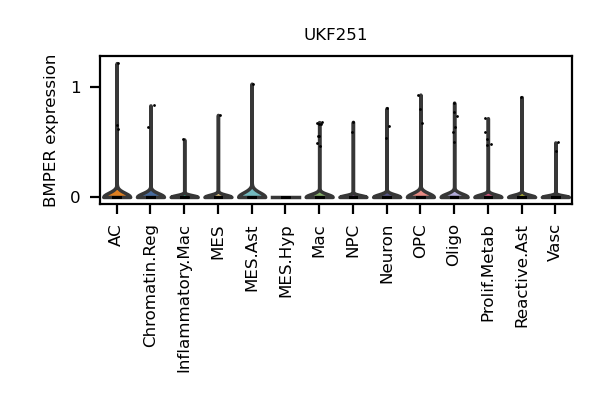 UKF251
BMPER expression
1
0
AC
Chromatin.Reg
Inflammatory.Mac
MES
MES.Ast
MES.Hyp
Mac
NPC
Neuron
OPC
Oligo
Prolif.Metab
Reactive.Ast
Vasc